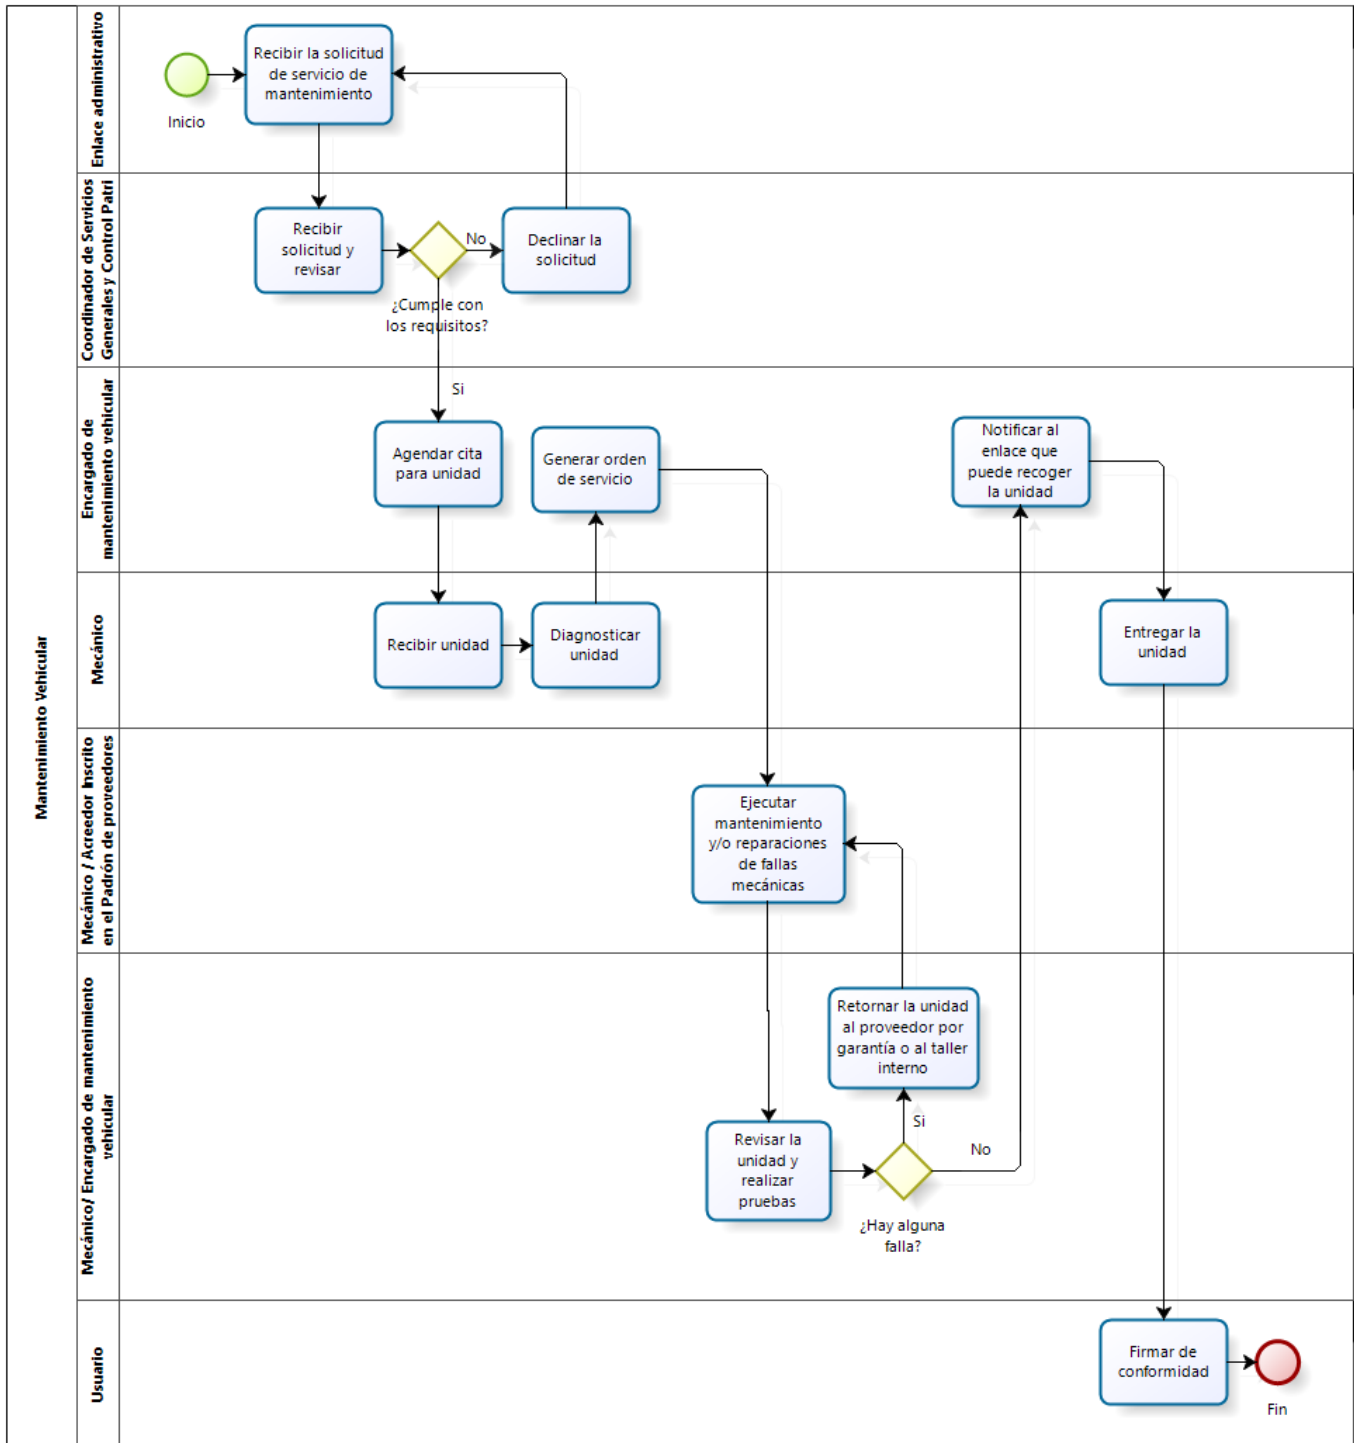 Mantenimiento Vehicular
Enlace administrativo
Recibir la solicitud
de servicio de
mantenimiento
Inicio
Coordinador de Servicios
Generales y Control Patri
Recibir
solicitud y
revisar
No
Declinar la
solicitud
¿Cumple con
los requisitos?
Si
Encargado de
mantenimiento vehicular
Agendar cita
para unidad
Generar orden
de servicio
Notificar al
enlace que
puede recoger
la unidad
Mecánico
Recibir unidad
Diagnosticar
unidad
Entregar la
unidad
Mecánico / Acreedor Inscrito
en el Padrón de proveedores
Ejecutar
mantenimiento
y/o reparaciones
de fallas
mecánicas
Mecánico/ Encargado de mantenimiento
vehicular
Retornar la unidad
al proveedor por
garantía o al taller
interno
Si
Revisar la
unidad y
realizar
pruebas
No
¿Hay alguna
falla?
Usuario
Firmar de
conformidad
Fin